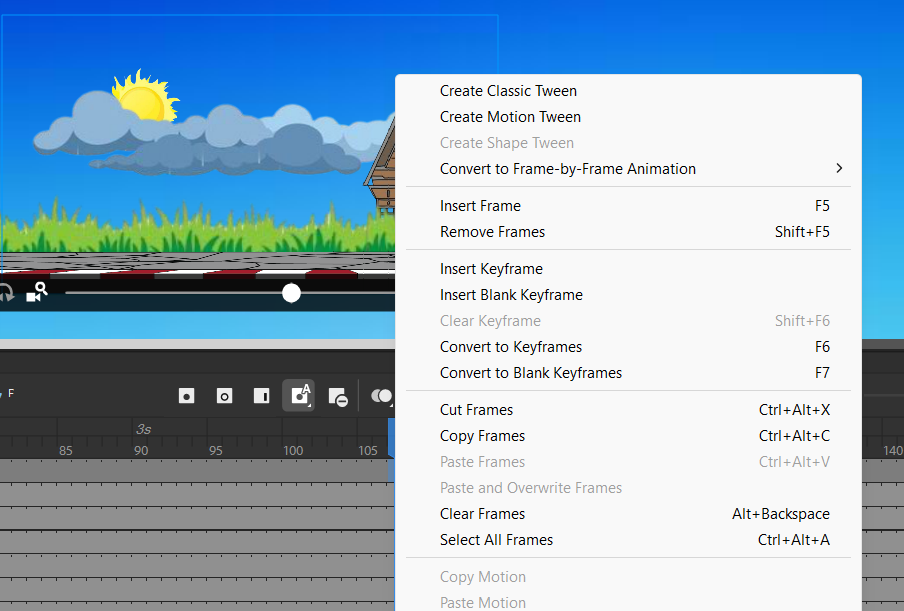 Create Classic Tween
Create Motion Tween
Create Shape Tween
Convert to Frame-by-Frame Animation
Insert Frame F5
Remove Frames Shift+F5
Insert Keyframe
Insert Blank Keyframe
Clear Keyframe Shift+F6
Convert to Keyframes F6
Convert to Blank Keyframes F7
F
A
Cut Frames Ctrl+Alt+X
3s
Copy Frames Ctrl+Alt+C
85 90 95 100 105 140
Paste Frames Ctrl+Alt+V
Paste and Overwrite Frames
Clear Frames Alt+Backspace
Select All Frames Ctrl+Alt+A
Copy Motion
Paste Motion